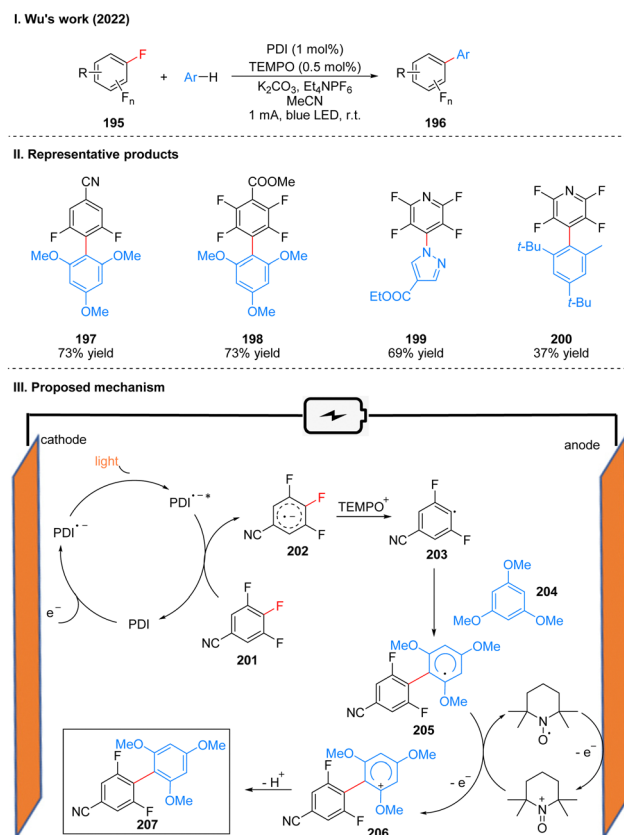 I. Wu's work (2022)
R
F
Fn
195
+
Ar–H
PDI (1 mol%)
TEMPO (0.5 mol%)
K2CO3, Et4NPF6
MeCN
1 mA, blue LED, r.t.
R
Ar
Fn
196
II. Representative products
CN
F
F
MeO
OMe
OMe
197
73% yield
COOMe
F
F
F
F
MeO
OMe
OMe
198
73% yield
F
N
F
F
F
N
N
EtOOC
199
69% yield
F
N
F
F
F
t-Bu
Me
t-Bu
200
37% yield
III. Proposed mechanism
cathode
anode
light
PDI•−
PDI•−*
PDI
e−
F
F
F
NC
•−
202
F
F
F
NC
201
TEMPO+
F
•
NC
F
203
OMe
204
MeO
OMe
MeO
OMe
F
•
OMe
NC
F
205
N
O•
- e−
- e−
N+
O
MeO
OMe
F
+
OMe
NC
F
206
- H+
MeO
OMe
F
OMe
NC
F
207